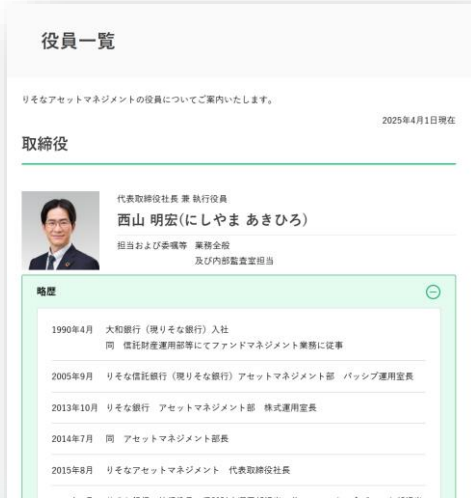 役員一覧
りそなアセットマネジメントの役員についてご案内いたします。
2025年4月1日現在
取締役
代表取締役社長 兼 執行役員
西山 明宏(にしやま あきひろ)
担当および委嘱等 業務全般
及び内部監査室担当
略歴
1990年4月 大和銀行（現りそな銀行）入社
同 信託財産運用部等にてファンドマネジメント業務に従事
2005年9月 りそな信託銀行（現りそな銀行）アセットマネジメント部 パッシブ運用室長
2013年10月 りそな銀行 アセットマネジメント部 株式運用室長
2014年7月 同 アセットマネジメント部長
2015年8月 りそなアセットマネジメント 代表取締役社長